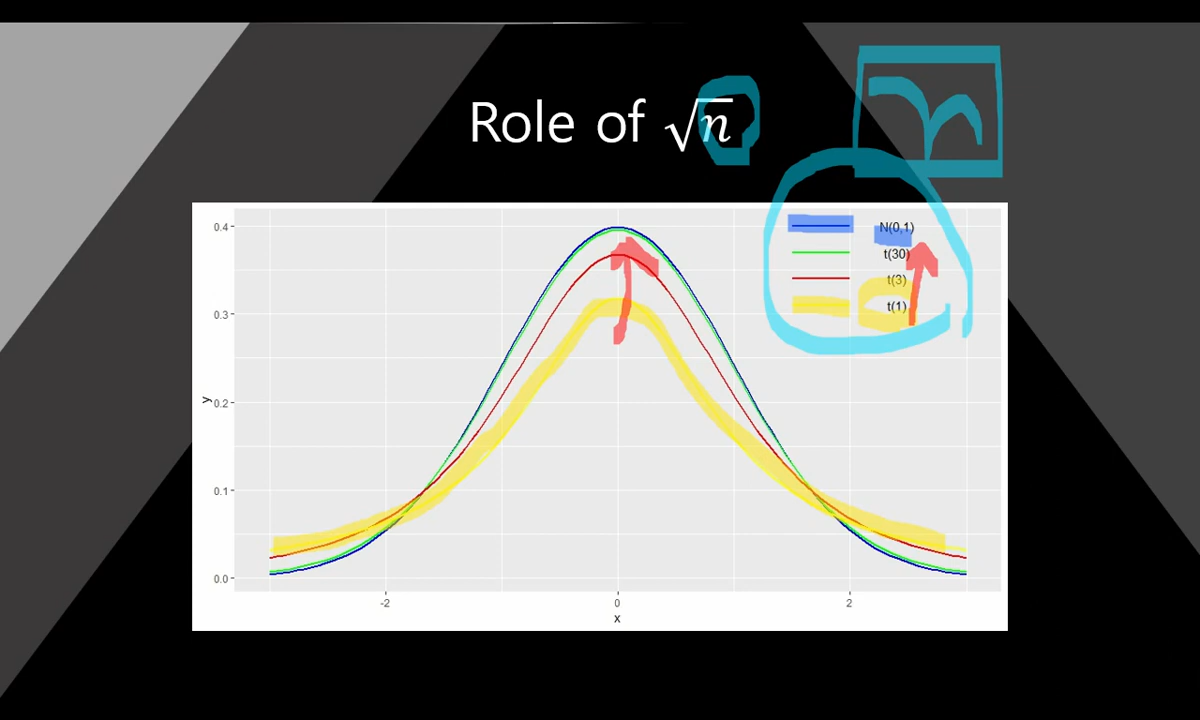 Role of √n
N(0,1)
t(30)
t(3)
t(1)
0.4
0.3
0.2
0.1
0.0
y
-2 0 2
x